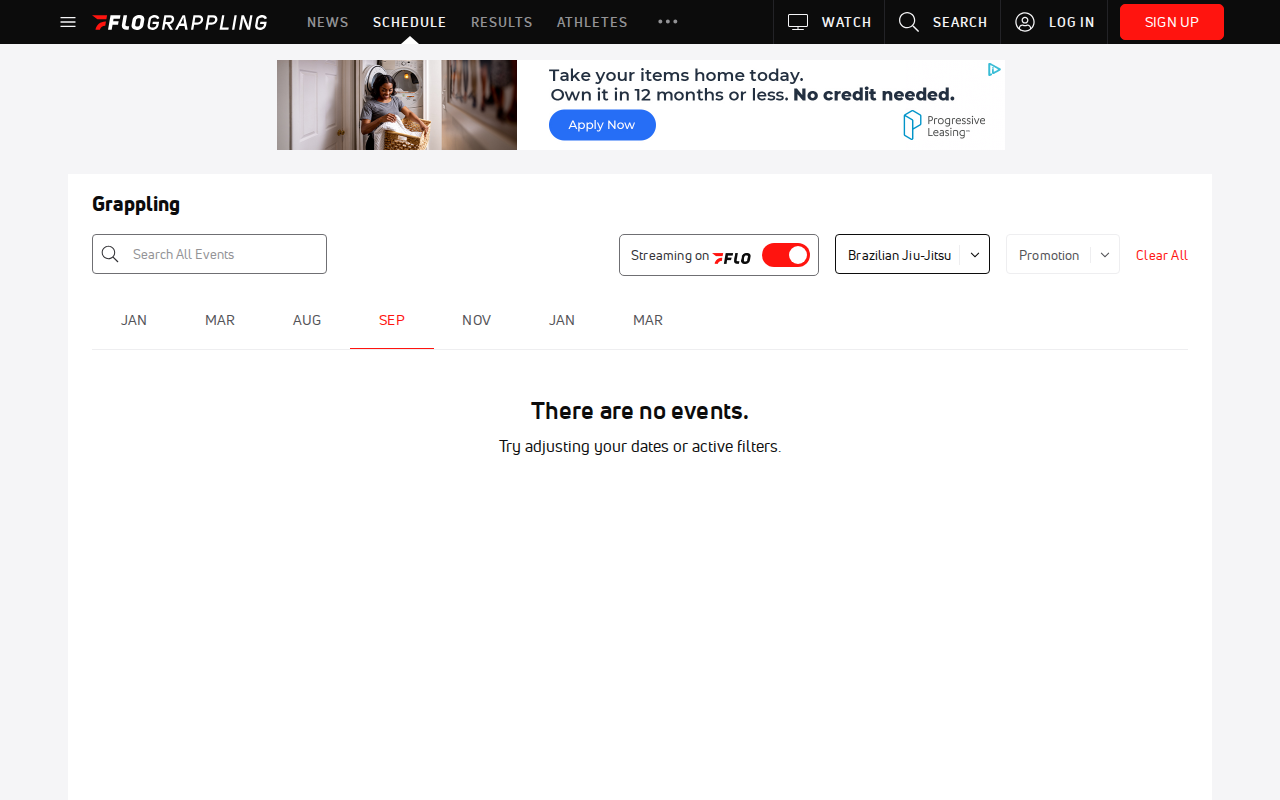 FLOGRAPPLING
NEWS
SCHEDULE
RESULTS
ATHLETES
WATCH
SEARCH
LOG IN
SIGN UP
Take your items home today.
Own it in 12 months or less. No credit needed.
Apply Now
Progressive
Leasing
Grappling
Search All Events
Streaming on FLO
Brazilian Jiu-Jitsu
Promotion
Clear All
JAN
MAR
AUG
SEP
NOV
JAN
MAR
There are no events.
Try adjusting your dates or active filters.